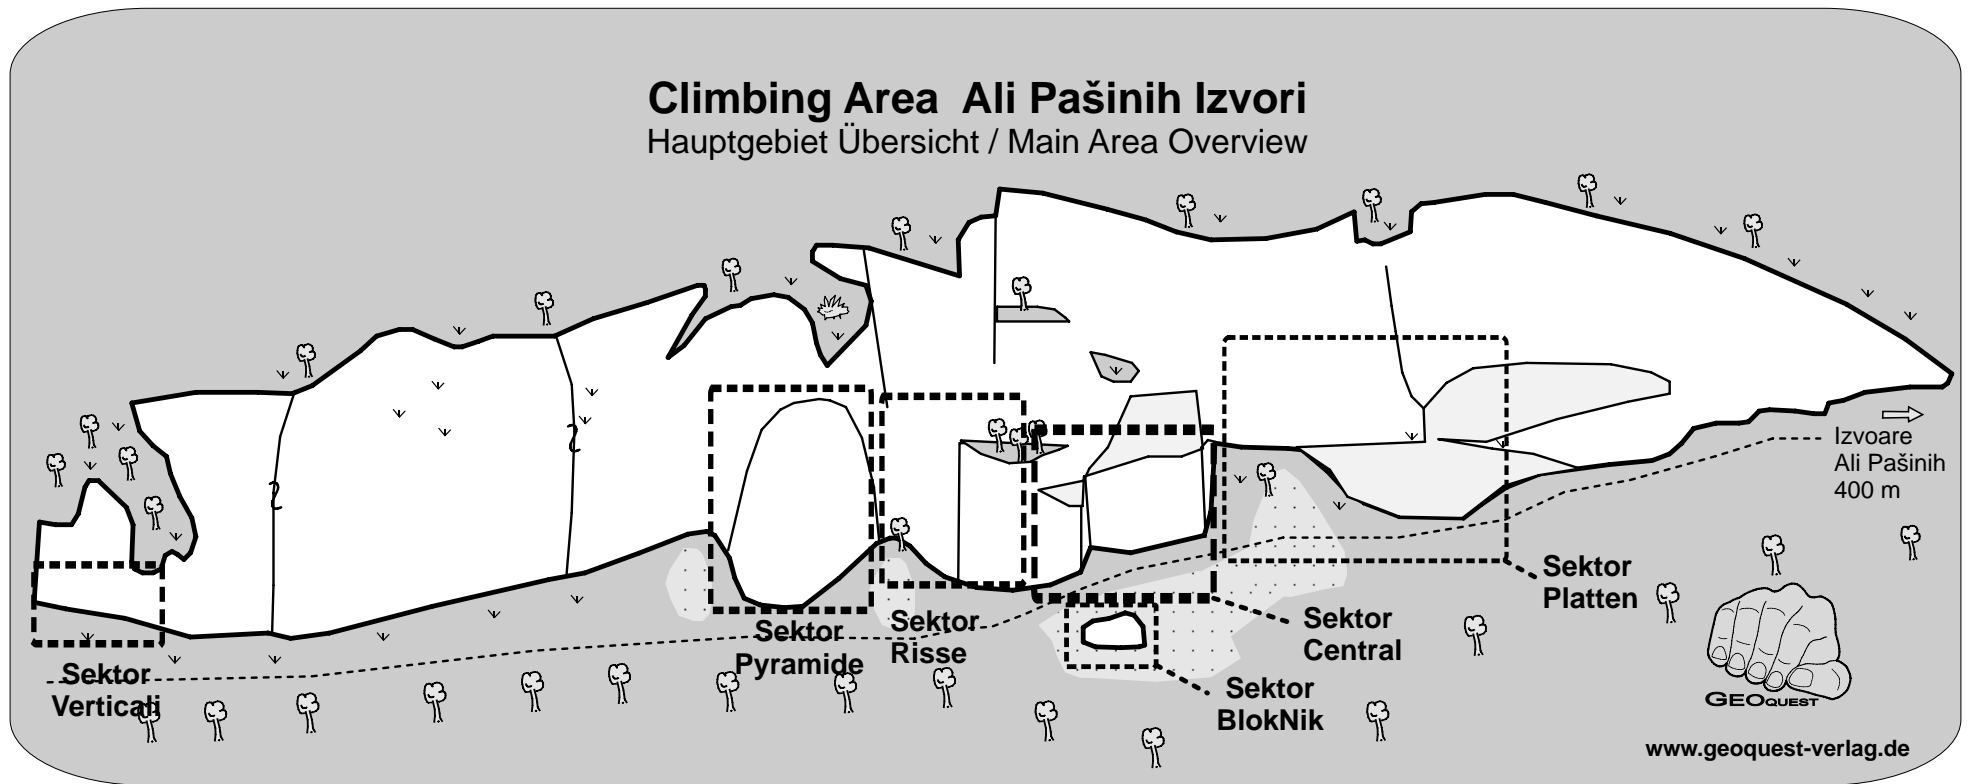 Climbing Area Ali Pašinih Izvori
Hauptgebiet Übersicht / Main Area Overview
Izvoare
Ali Pašinih
400 m
Sektor
Platten
Sektor
Central
Sektor
Pyramide
Sektor
Risse
Sektor
Verticali
Sektor
BlokNik
GEOQUEST
www.geoquest-verlag.de